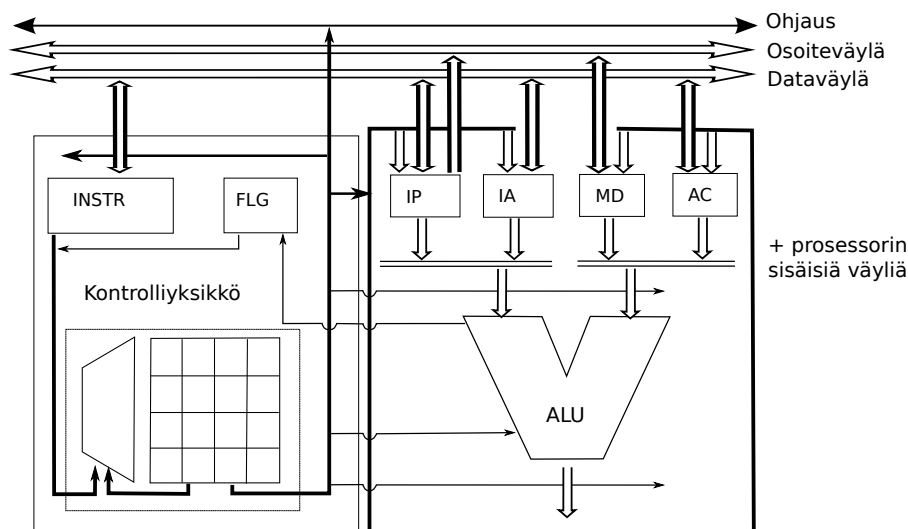 Ohjaus
Osoiteväylä
Dataväylä
INSTR
FLG
IP
IA
MD
AC
+ prosessorin
sisäisiä väyliä
Kontrolliyksikkö
ALU